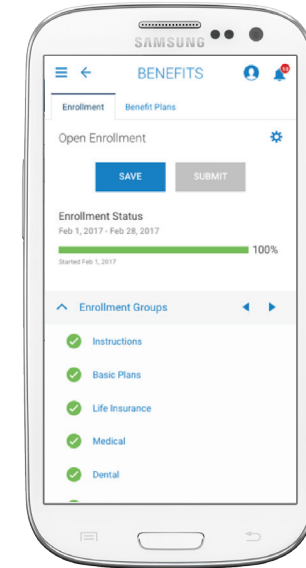 SAMSUNG
BENEFITS
Enrollment Benefit Plans
Open Enrollment
SAVE SUBMIT
Enrollment Status
Feb 1, 2017 - Feb 28, 2017
100%
Started Feb 1, 2017
Enrollment Groups
Instructions
Basic Plans
Life Insurance
Medical
Dental